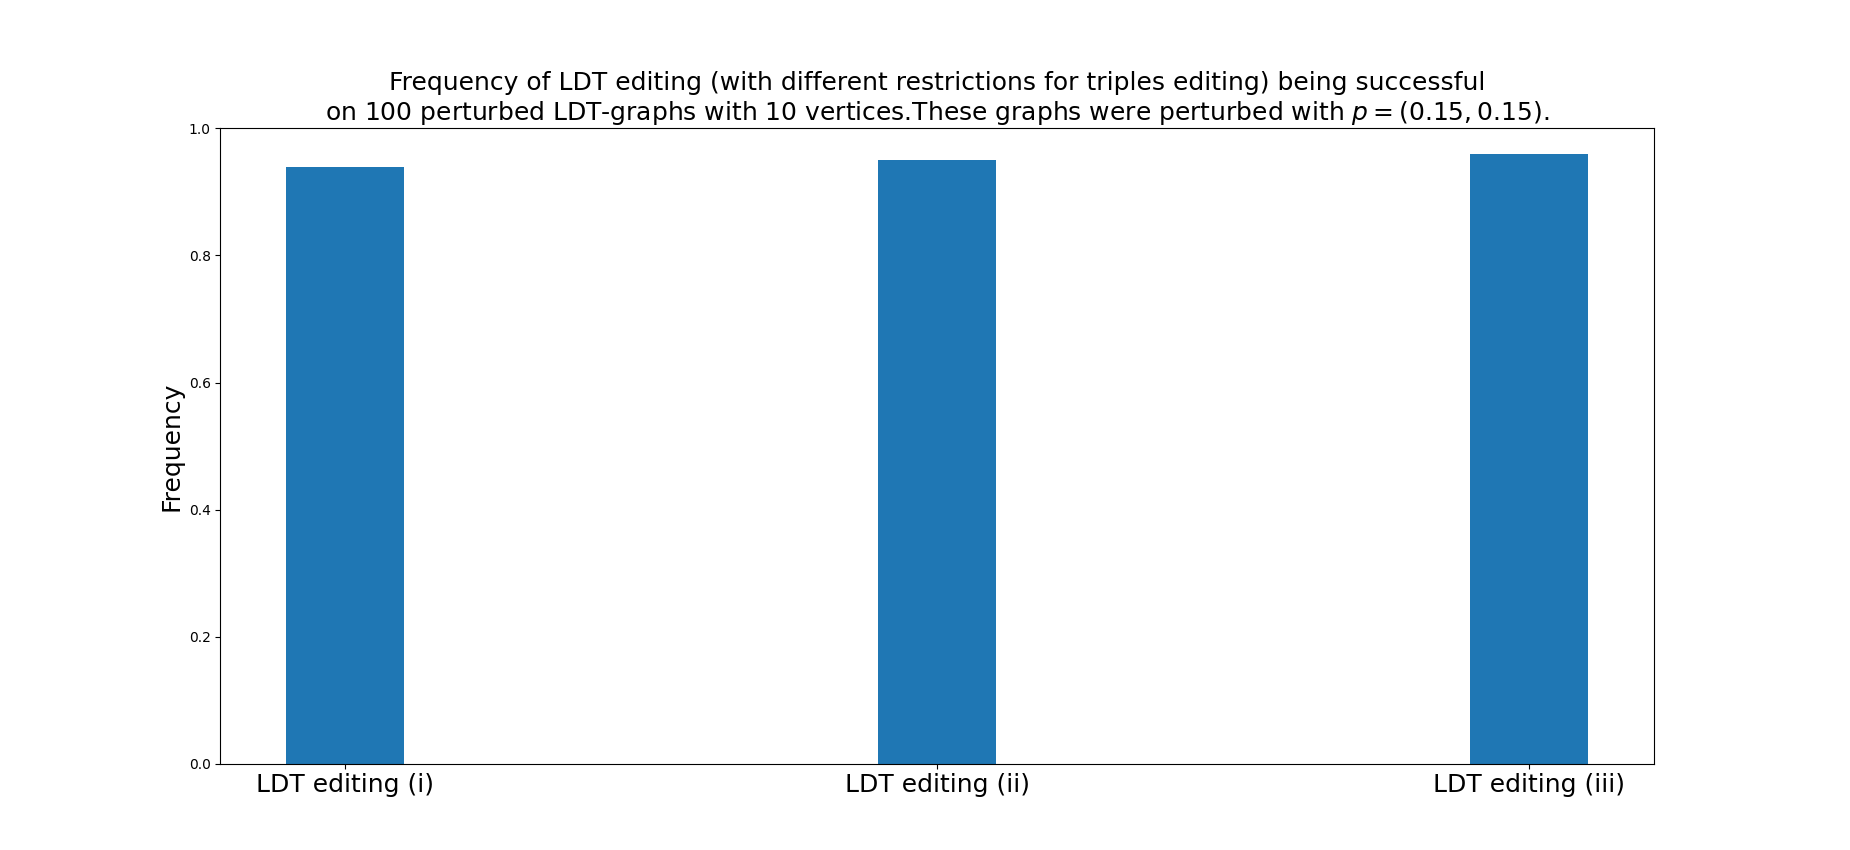 Frequency of LDT editing (with different restrictions for triples editing) being successful
on 100 perturbed LDT-graphs with 10 vertices.These graphs were perturbed with p = (0.15, 0.15).
1.0
0.8
0.6
0.4
0.2
0.0
Frequency
LDT editing (i)
LDT editing (ii)
LDT editing (iii)